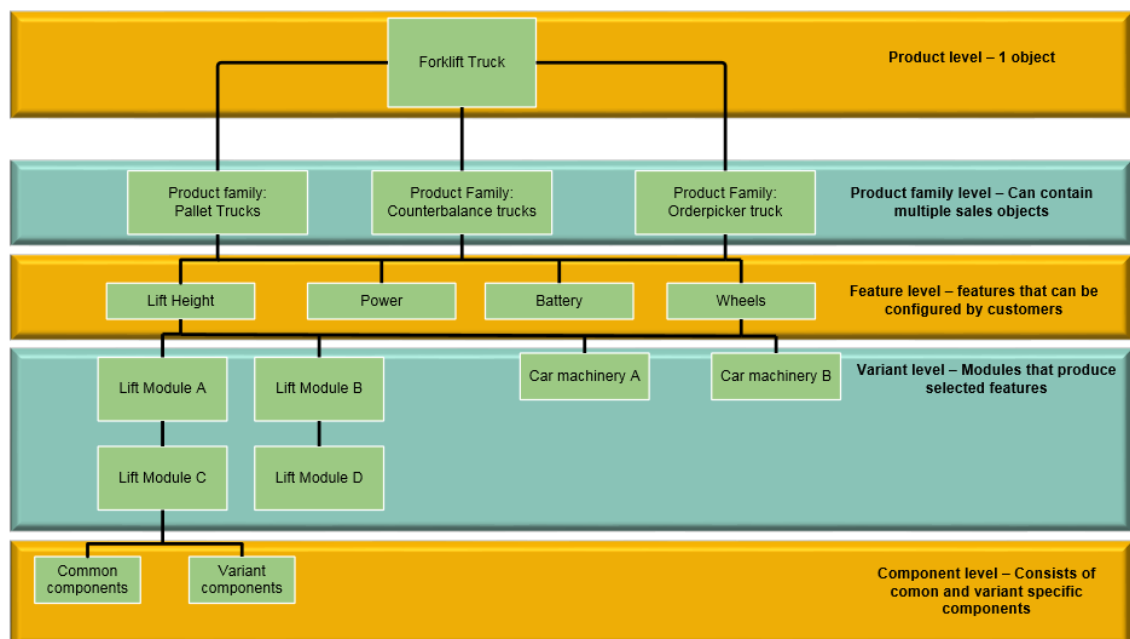 Forklift Truck
Product level – 1 object
Product family:
Pallet Trucks
Product Family:
Counterbalance trucks
Product Family:
Orderpicker truck
Product family level – Can contain
multiple sales objects
Lift Height
Power
Battery
Wheels
Feature level – features that can be
configured by customers
Lift Module A
Lift Module B
Car machinery A
Car machinery B
Variant level – Modules that produce
selected features
Lift Module C
Lift Module D
Common
components
Variant
components
Component level – Consists of
comon and variant specific
components